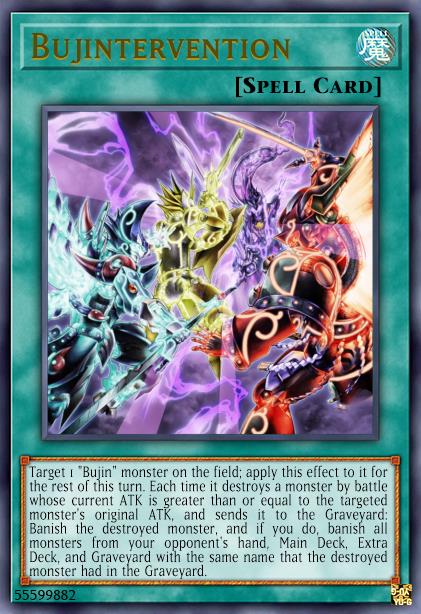 Bujintervention
SPELL
魔
[Spell Card]
Target 1 "Bujin" monster on the field; apply this effect to it for
the rest of this turn. Each time it destroys a monster by battle
whose current ATK is greater than or equal to the targeted
monster's original ATK, and sends it to the Graveyard:
Banish the destroyed monster, and if you do, banish all
monsters from your opponent's hand, Main Deck, Extra
Deck, and Graveyard with the same name that the destroyed
monster had in the Graveyard.
55599882